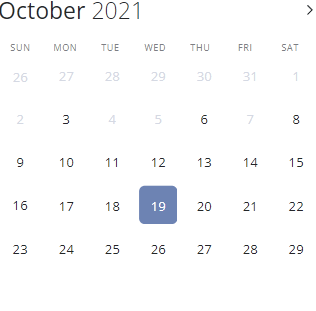 October 2021
SUN MON TUE WED THU FRI SAT
26 27 28 29 30 31 1
2 3 4 5 6 7 8
9 10 11 12 13 14 15
16 17 18 19 20 21 22
23 24 25 26 27 28 29